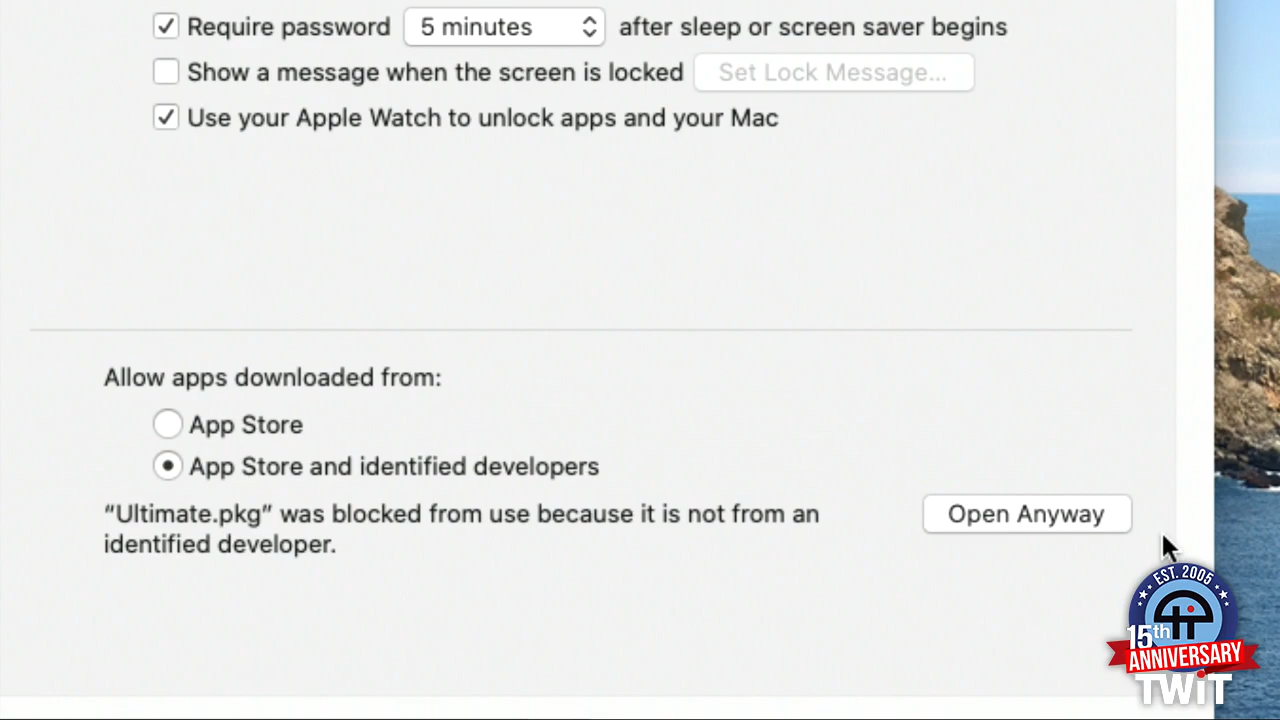 Require password 5 minutes after sleep or screen saver begins
Show a message when the screen is locked Set Lock Message...
Use your Apple Watch to unlock apps and your Mac
Allow apps downloaded from:
App Store
App Store and identified developers
“Ultimate.pkg” was blocked from use because it is not from an
identified developer.
Open Anyway
EST. 2005
15th
ANNIVERSARY
TWiT